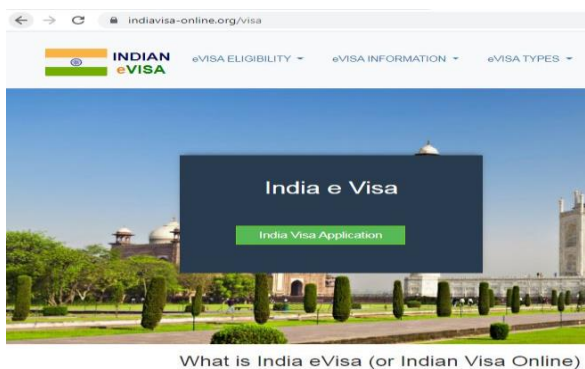 indiavisa-online.org/visa
INDIAN
eVISA
eVISA ELIGIBILITY
eVISA INFORMATION
eVISA TYPES
India e Visa
India Visa Application
What is India eVisa (or Indian Visa Online)